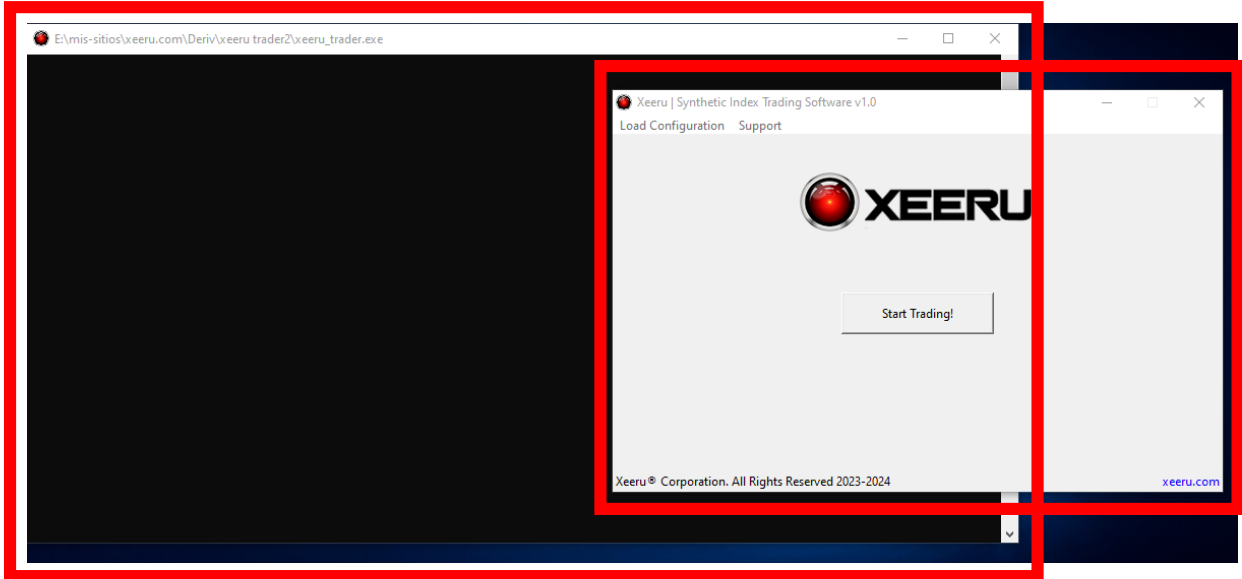 E:\mis-sitios\xeeru.com\Deriv\xeeru trader2\xeeru_trader.exe
Xeeru | Synthetic Index Trading Software v1.0
Load Configuration Support
XEERU
Start Trading!
Xeeru® Corporation. All Rights Reserved 2023-2024 xeeru.com